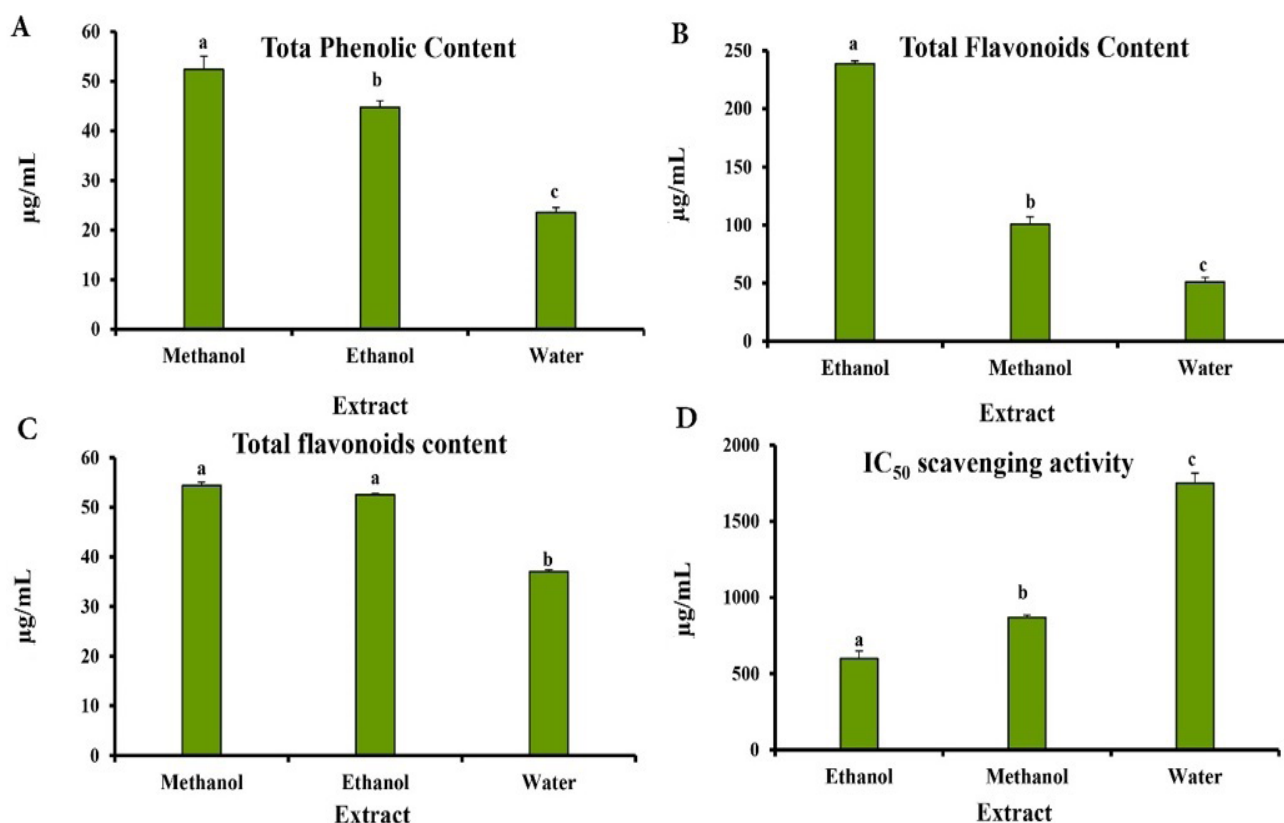 A
Tota Phenolic Content
a
b
c
60
50
40
30
20
10
0
µg/mL
Methanol
Ethanol
Water
Extract
B
Total Flavonoids Content
a
b
c
250
200
150
100
50
0
µg/mL
Ethanol
Methanol
Water
Extract
C
Total flavonoids content
a
a
b
60
50
40
30
20
10
0
µg/mL
Methanol
Ethanol
Water
Extract
D
IC₅₀ scavenging activity
a
b
c
2000
1500
1000
500
0
µg/mL
Ethanol
Methanol
Water
Extract